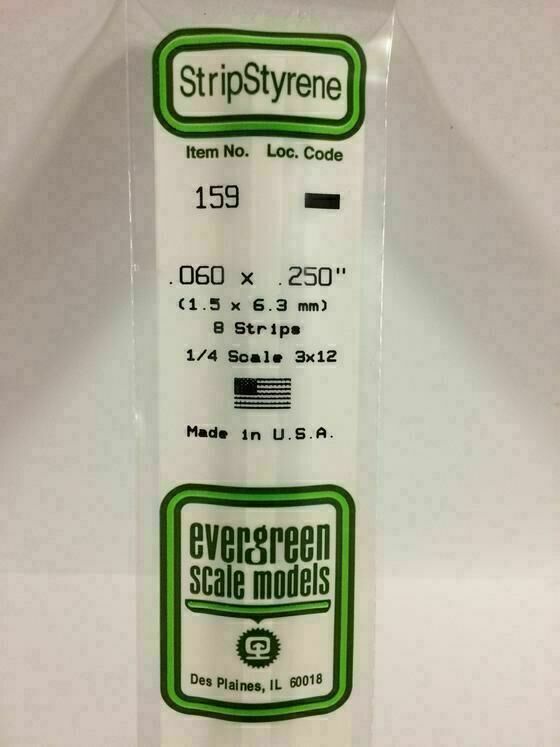 StripStyrene
Item No. Loc. Code
159
.060 x .250"
(1.5 x 6.3 mm)
8 Strips
1/4 Scale 3x12
Made in U.S.A.
evergreen
scale models
Des Plaines, IL 60018